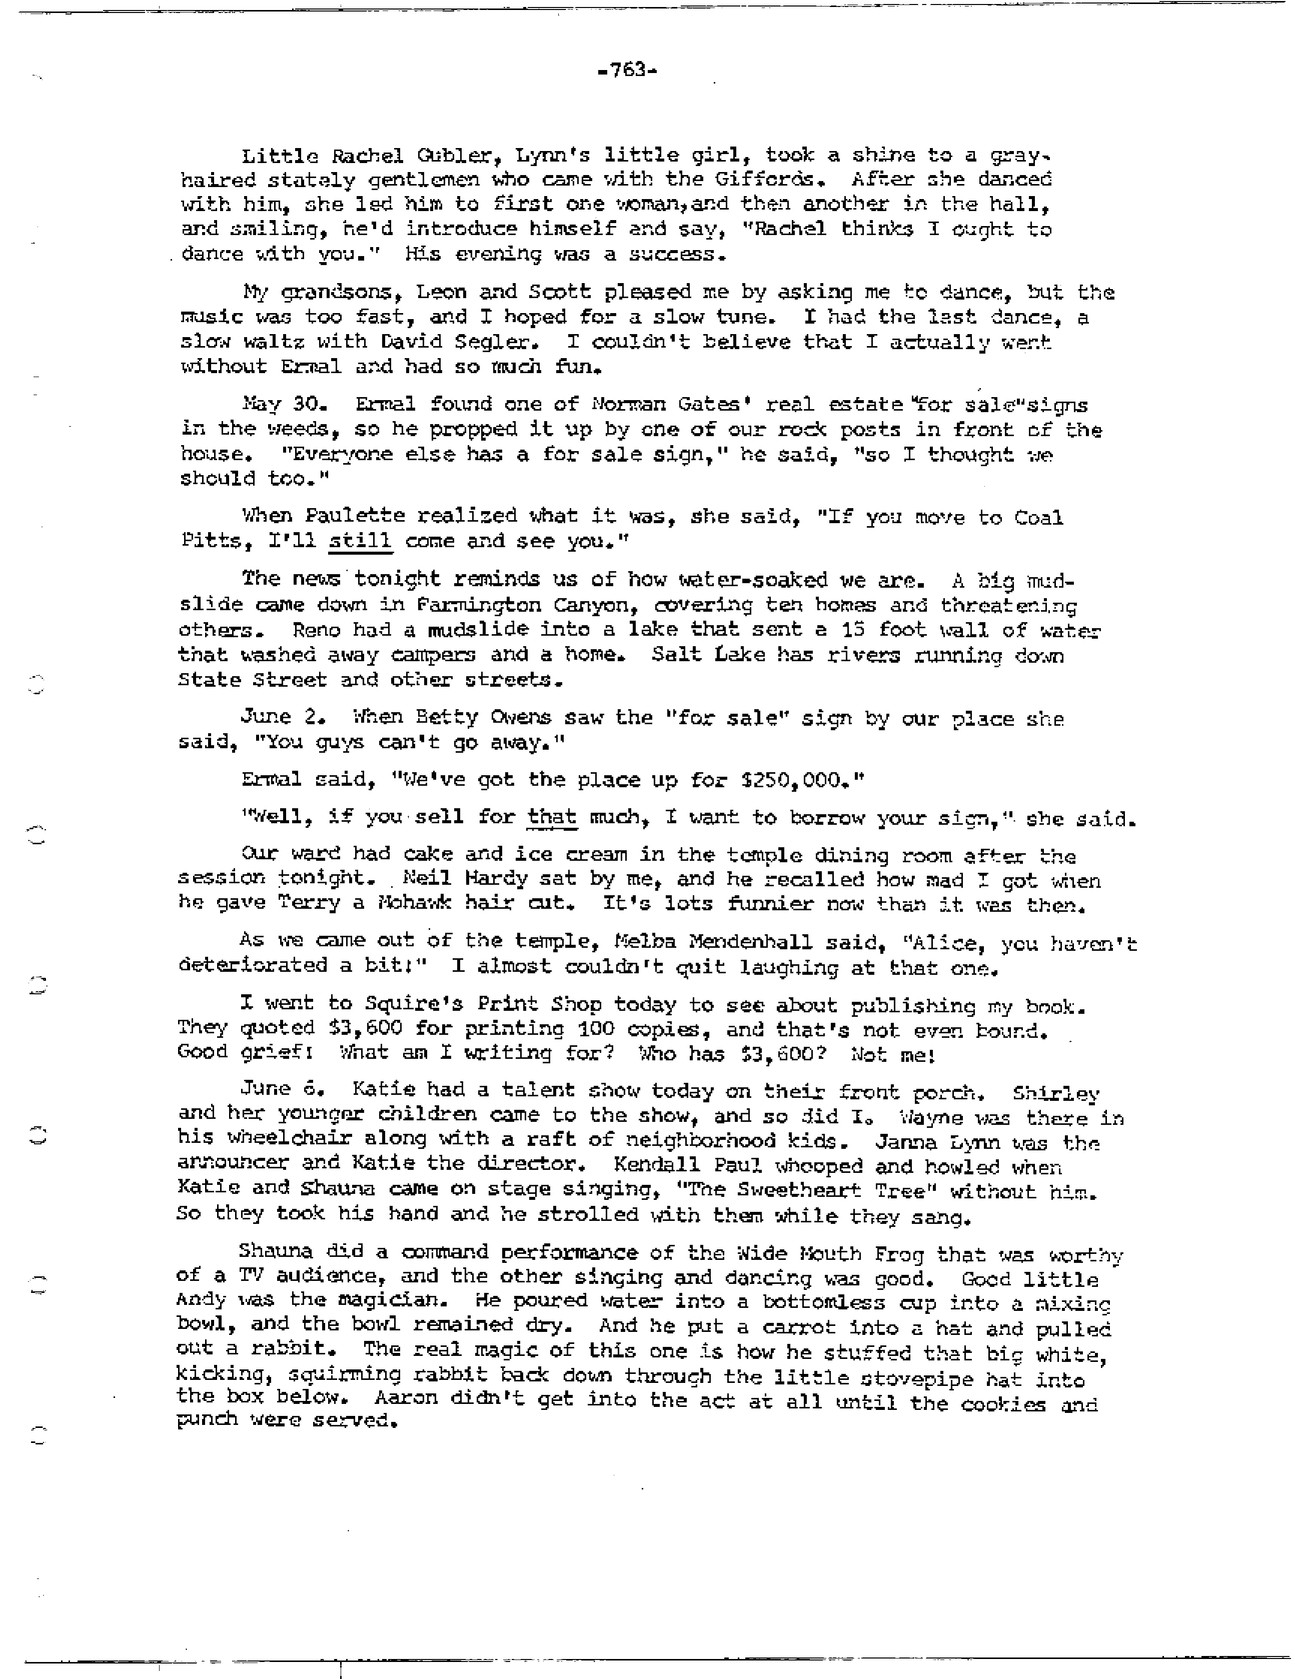 -763-
Little Rachel Gubler, Lynn's little girl, took a shine to a gray-
haired stately gentlemen who came with the Giffords. After she danced
with him, she led him to first one woman,and then another in the hall,
and smiling, he'd introduce himself and say, "Rachel thinks I ought to
dance with you." His evening was a success.
My grandsons, Leon and Scott pleased me by asking me to dance, but the
music was too fast, and I hoped for a slow tune. I had the last dance, a
slow waltz with David Segler. I couldn't believe that I actually went
without Ermal and had so much fun.
May 30. Ermal found one of Norman Gates' real estate "for sale"signs
in the weeds, so he propped it up by one of our rock posts in front of the
house. "Everyone else has a for sale sign," he said, "so I thought we
should too."
When Paulette realized what it was, she said, "If you move to Coal
Pitts, I'll still come and see you."
The news tonight reminds us of how water-soaked we are. A big mud-
slide came down in Farmington Canyon, covering ten homes and threatening
others. Reno had a mudslide into a lake that sent a 15 foot wall of water
that washed away campers and a home. Salt Lake has rivers running down
State Street and other streets.
June 2. When Betty Owens saw the "for sale" sign by our place she
said, "You guys can't go away."
Ermal said, "We've got the place up for $250,000."
"Well, if you sell for that much, I want to borrow your sign," she said.
Our ward had cake and ice cream in the temple dining room after the
session tonight. Neil Hardy sat by me, and he recalled how mad I got when
he gave Terry a Mohawk hair cut. It's lots funnier now than it was then.
As we came out of the temple, Melba Mendenhall said, "Alice, you haven't
deteriorated a bit!" I almost couldn't quit laughing at that one.
I went to Squire's Print Shop today to see about publishing my book.
They quoted $3,600 for printing 100 copies, and that's not even bound.
Good grief! What am I writing for? Who has $3,600? Not me!
June 6. Katie had a talent show today on their front porch. Shirley
and her younger children came to the show, and so did I. Wayne was there in
his wheelchair along with a raft of neighborhood kids. Janna Lynn was the
announcer and Katie the director. Kendall Paul whooped and howled when
Katie and Shauna came on stage singing, "The Sweetheart Tree" without him.
So they took his hand and he strolled with them while they sang.
Shauna did a command performance of the Wide Mouth Frog that was worthy
of a TV audience, and the other singing and dancing was good. Good little
Andy was the magician. He poured water into a bottomless cup into a mixing
bowl, and the bowl remained dry. And he put a carrot into a hat and pulled
out a rabbit. The real magic of this one is how he stuffed that big white,
kicking, squirming rabbit back down through the little stovepipe hat into
the box below. Aaron didn't get into the act at all until the cookies and
punch were served.